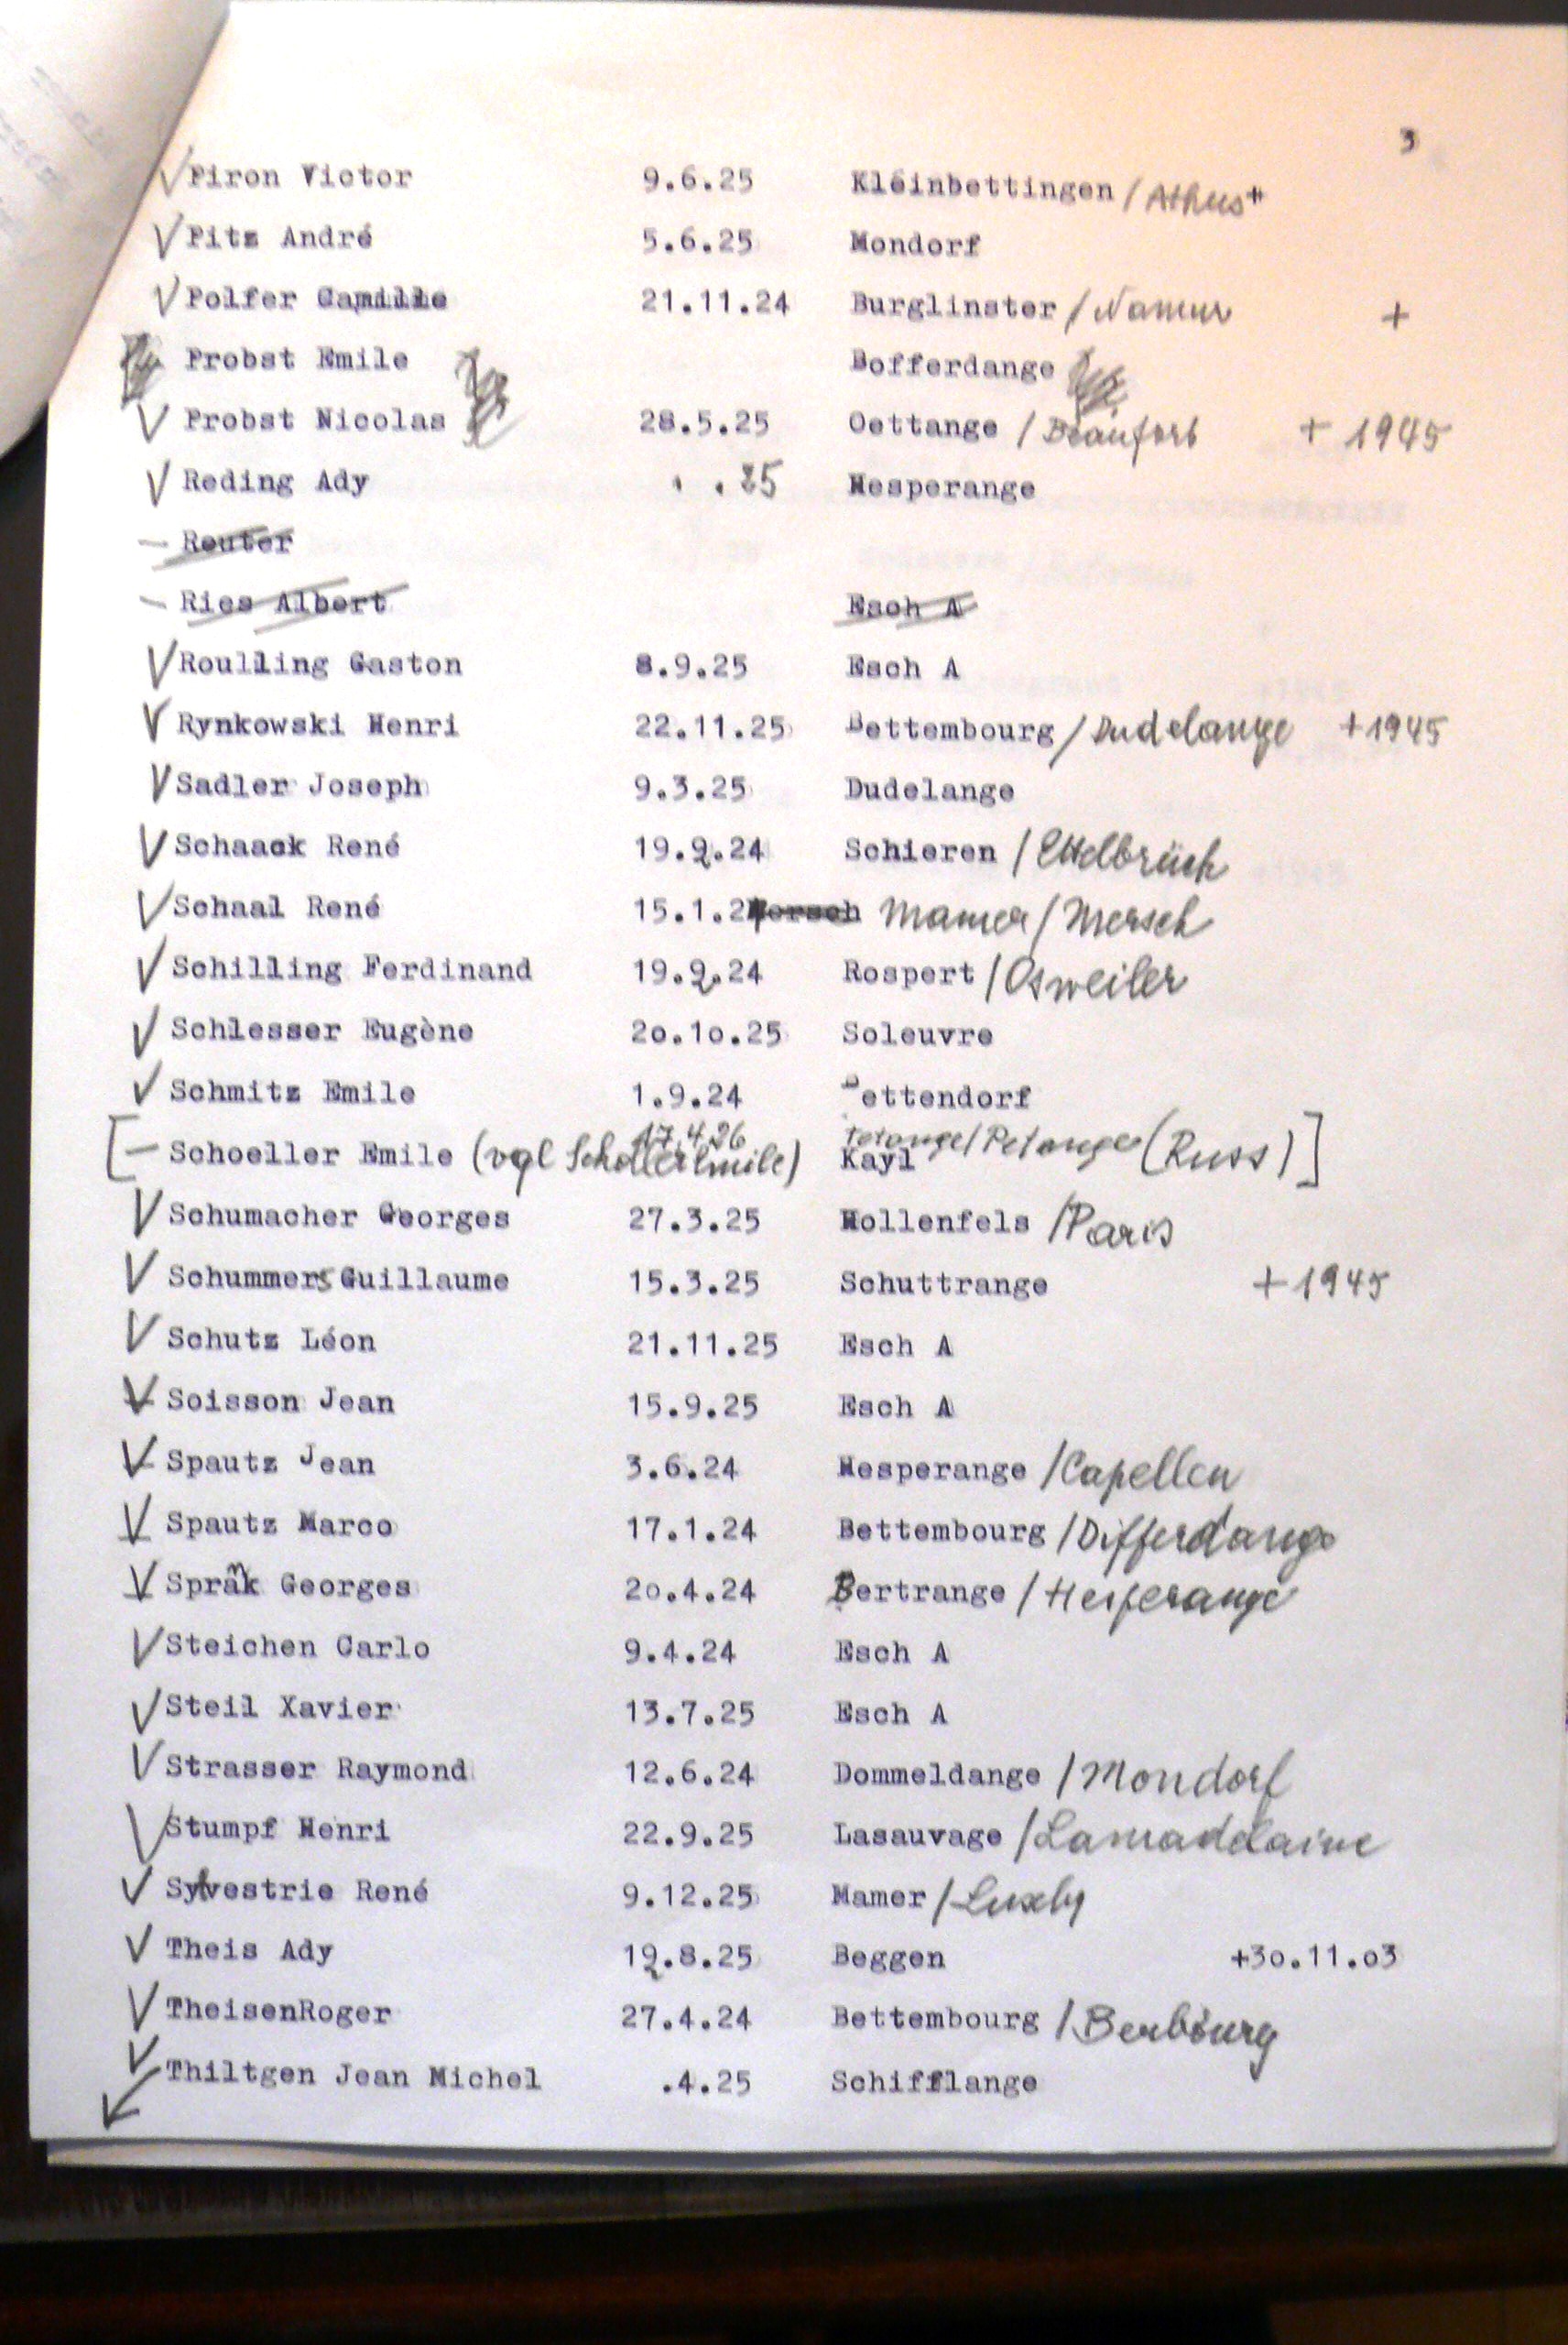 3
Piron Victor 9.6.25 Kleinbettingen / Athus +
Pitz André 5.6.25 Mondorf
Polfer Camille 21.11.24 Burglinster / Namur +
Probst Emile Bofferdange
Probst Nicolas 28.5.25 Oettange / Beaufort + 1945
Reding Ady . .25 Hesperange
Reuter
Ries Albert Esch A
Roulling Gaston 8.9.25 Esch A
Rynkowski Henri 22.11.25 Bettembourg / Dudelange +1945
Sadler Joseph 9.3.25 Dudelange
Schaack René 19.2.24 Schieren / Ettelbrück
Schaal René 15.1.24 Mersch Mamer / Mersch
Schilling Ferdinand 19.2.24 Rospert / Osweiler
Schlesser Eugène 20.10.25 Soleuvre
Schmitz Emile 1.9.24 Bettendorf
17.4.26 Tetange / Petange
[ Schoeller Emile (vgl Scholler Emile) Kayl (Russ) ]
Schumacher Georges 27.3.25 Hollenfels / Paris
Schummers Guillaume 15.3.25 Schuttrange + 1945
Schutz Léon 21.11.25 Esch A
Soisson Jean 15.9.25 Esch A
Spautz Jean 3.6.24 Hesperange / Capellen
Spautz Marco 17.1.24 Bettembourg / Differdange
Sprank Georges 20.4.24 Bertrange / Hesperange
Steichen Carlo 9.4.24 Esch A
Steil Xavier 13.7.25 Esch A
Strasser Raymond 12.6.24 Dommeldange / Mondorf
Stumpf Henri 22.9.25 Lasauvage / Lamadelaine
Sylvestrie René 9.12.25 Mamer / Luxbg
Theis Ady 12.8.25 Beggen +30.11.03
TheisenRoger 27.4.24 Bettembourg / Berbourg
Thiltgen Jean Michel .4.25 Schifflange